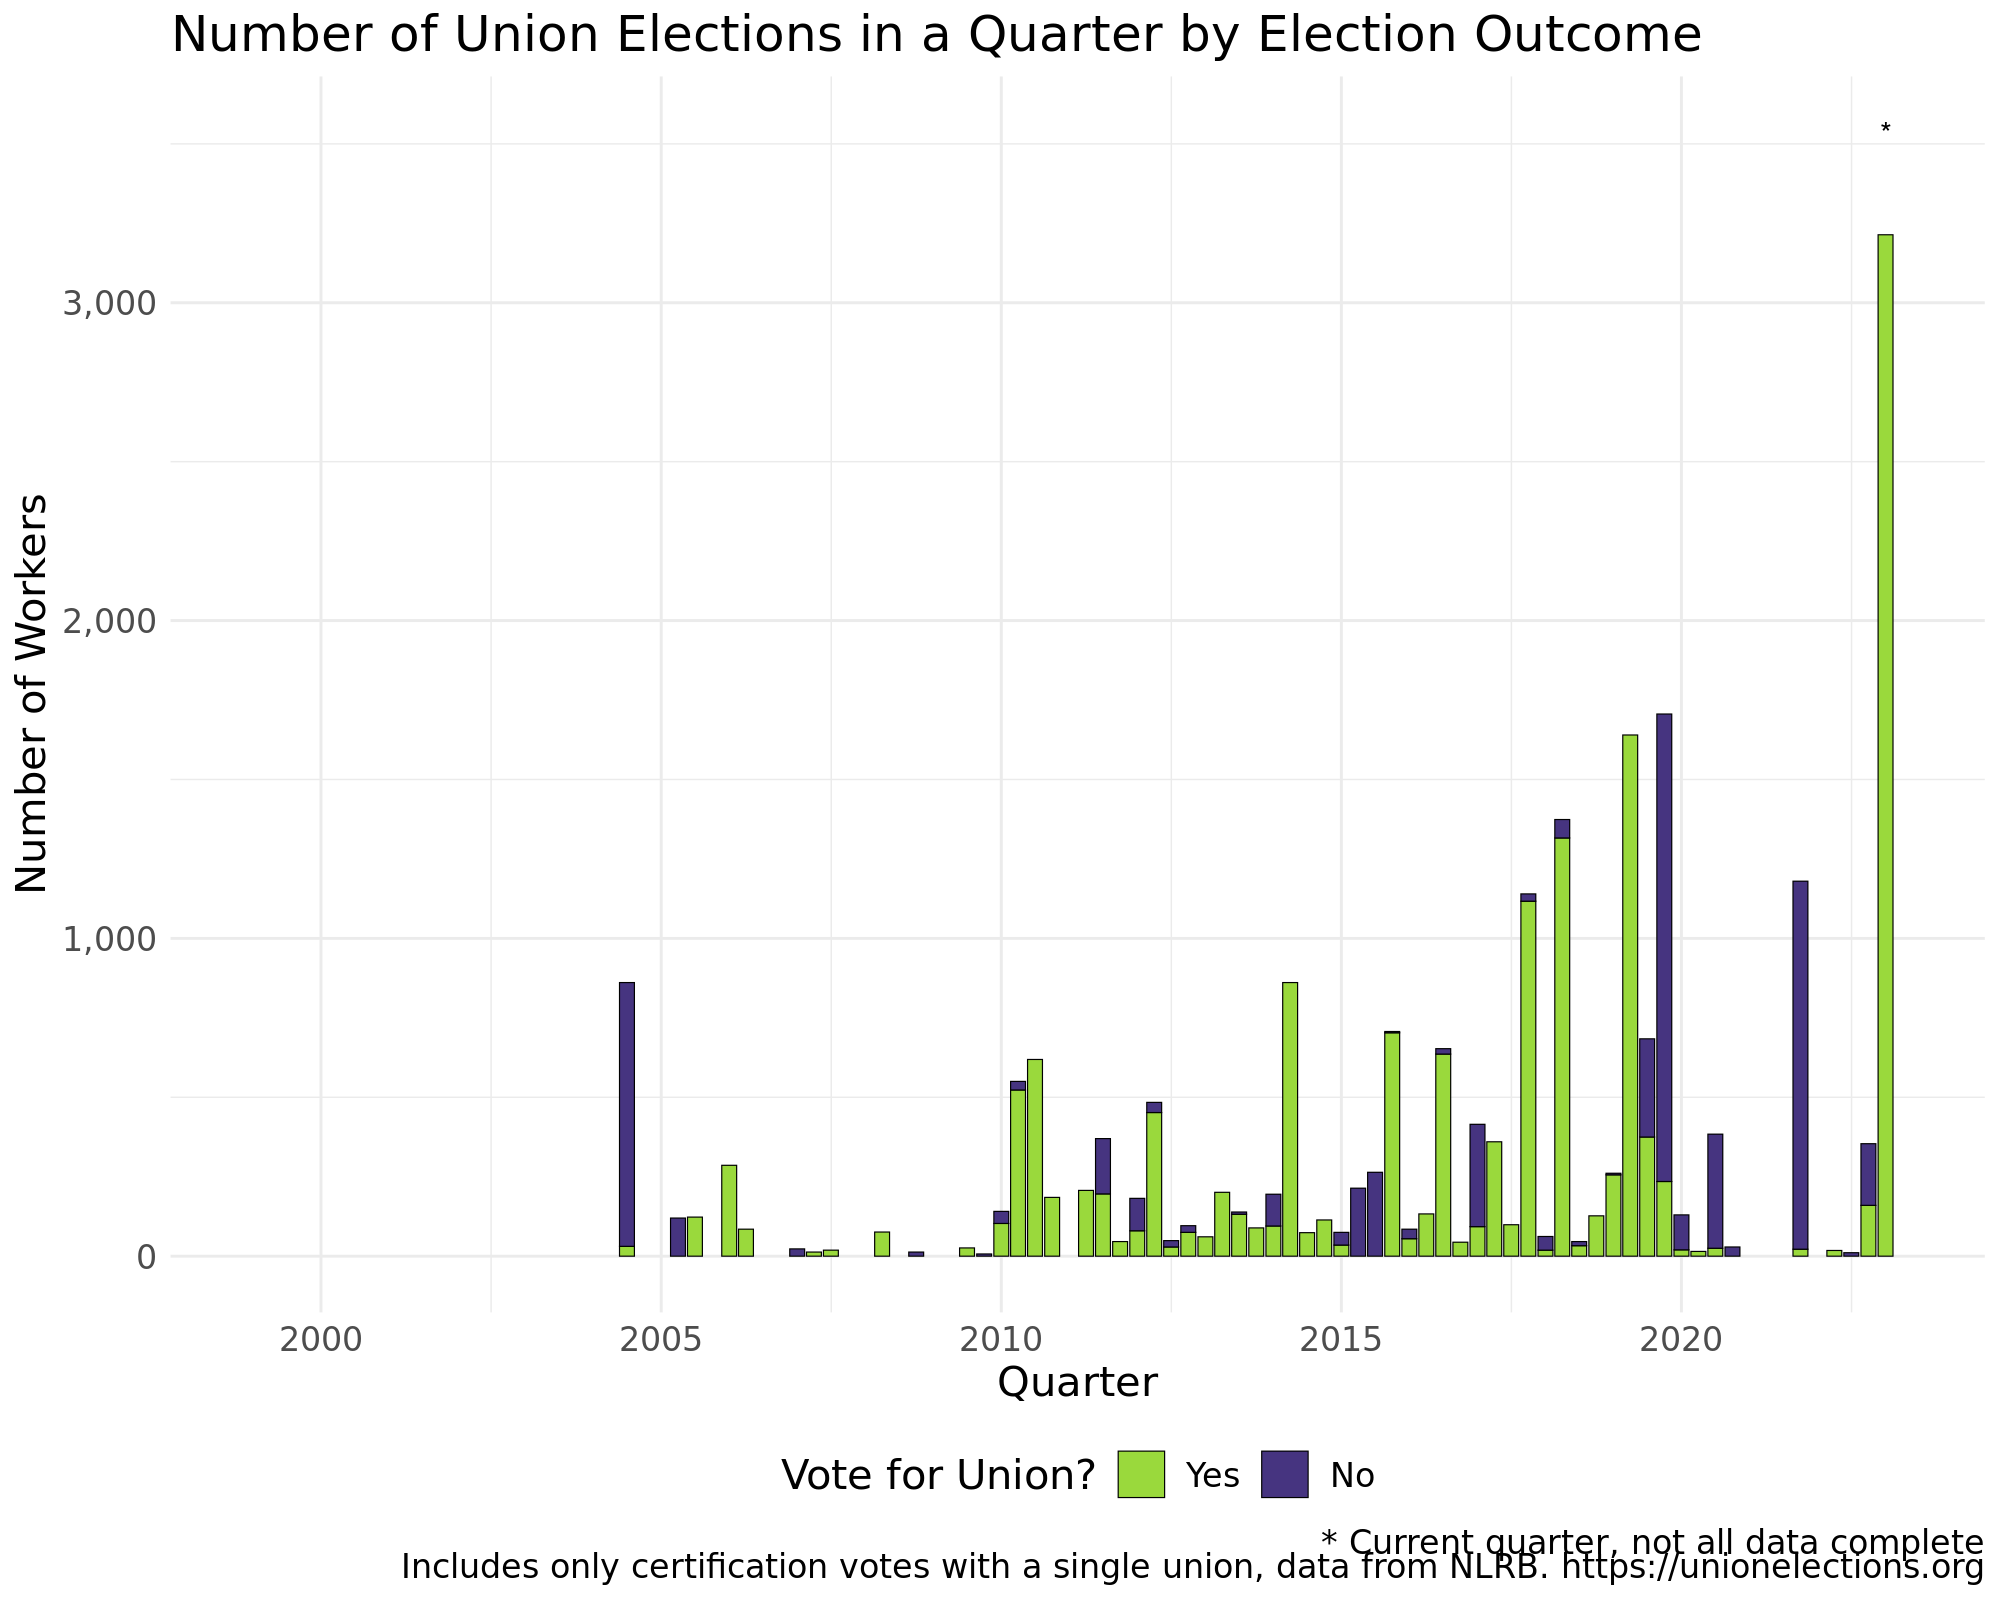 Number of Union Elections in a Quarter by Election Outcome
*
3,000
2,000
1,000
0
Number of Workers
2000 2005 2010 2015 2020
Quarter
Vote for Union? Yes No
* Current quarter, not all data complete
Includes only certification votes with a single union, data from NLRB. https://unionelections.org